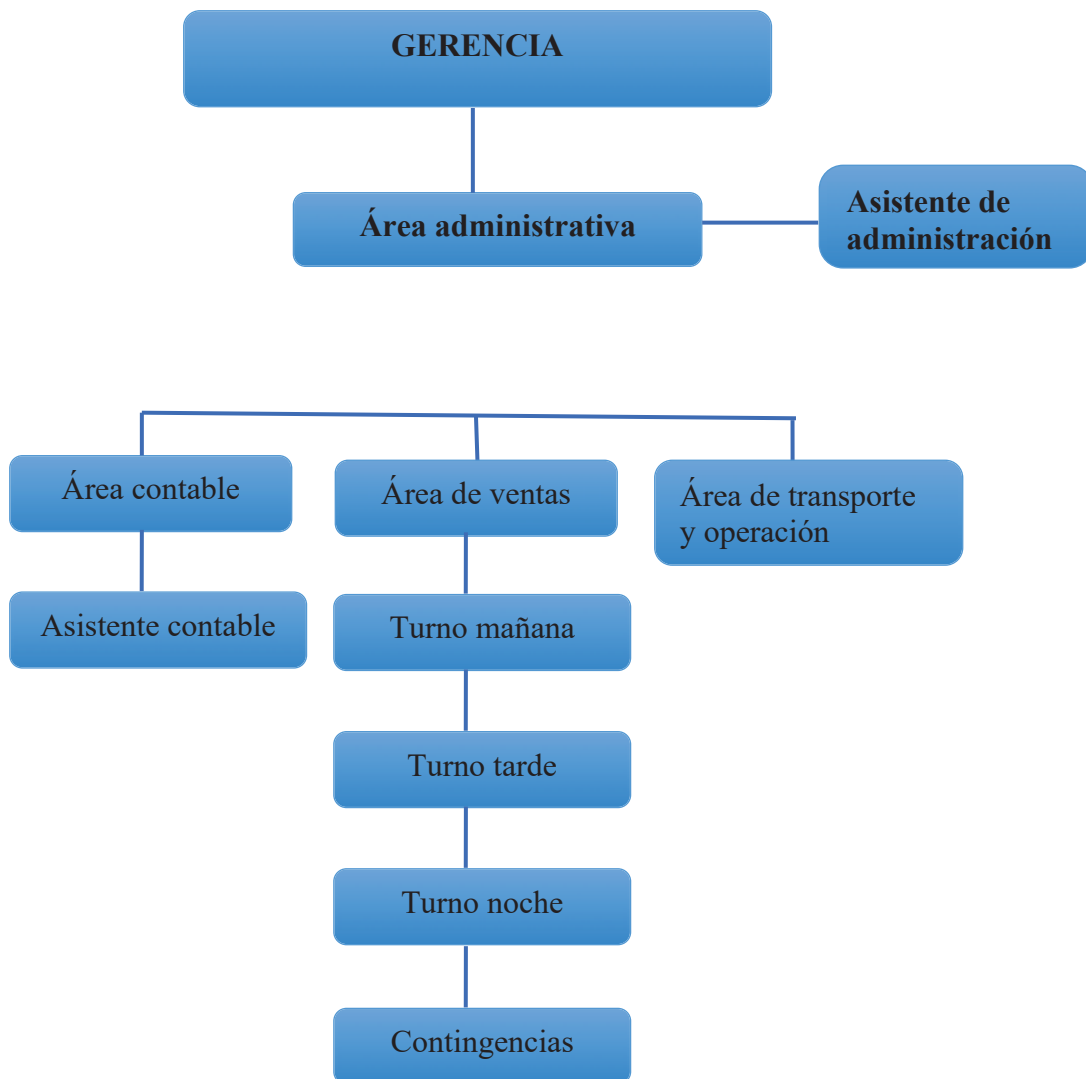 GERENCIA
Área administrativa
Asistente de
administración
Área contable
Área de ventas
Área de transporte
y operación
Asistente contable
Turno mañana
Turno tarde
Turno noche
Contingencias